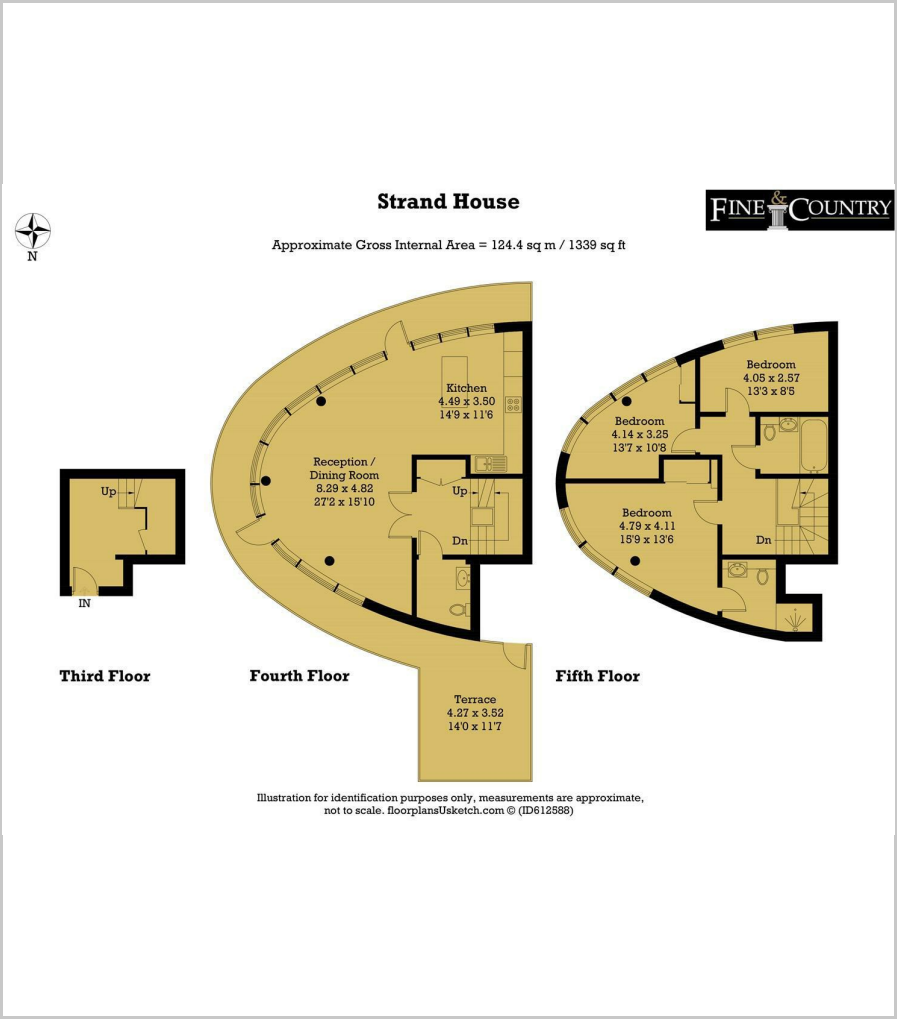 Strand House
FINE & COUNTRY
N
Approximate Gross Internal Area = 124.4 sq m / 1339 sq ft
Up
IN
Third Floor
Kitchen
4.49 x 3.50
14'9 x 11'6
Reception /
Dining Room
8.29 x 4.82
27'2 x 15'10
Up
Dn
Fourth Floor
Terrace
4.27 x 3.52
14'0 x 11'7
Bedroom
4.05 x 2.57
13'3 x 8'5
Bedroom
4.14 x 3.25
13'7 x 10'8
Bedroom
4.79 x 4.11
15'9 x 13'6
Dn
Fifth Floor
Illustration for identification purposes only, measurements are approximate,
not to scale. floorplansUsketch.com © (ID612588)